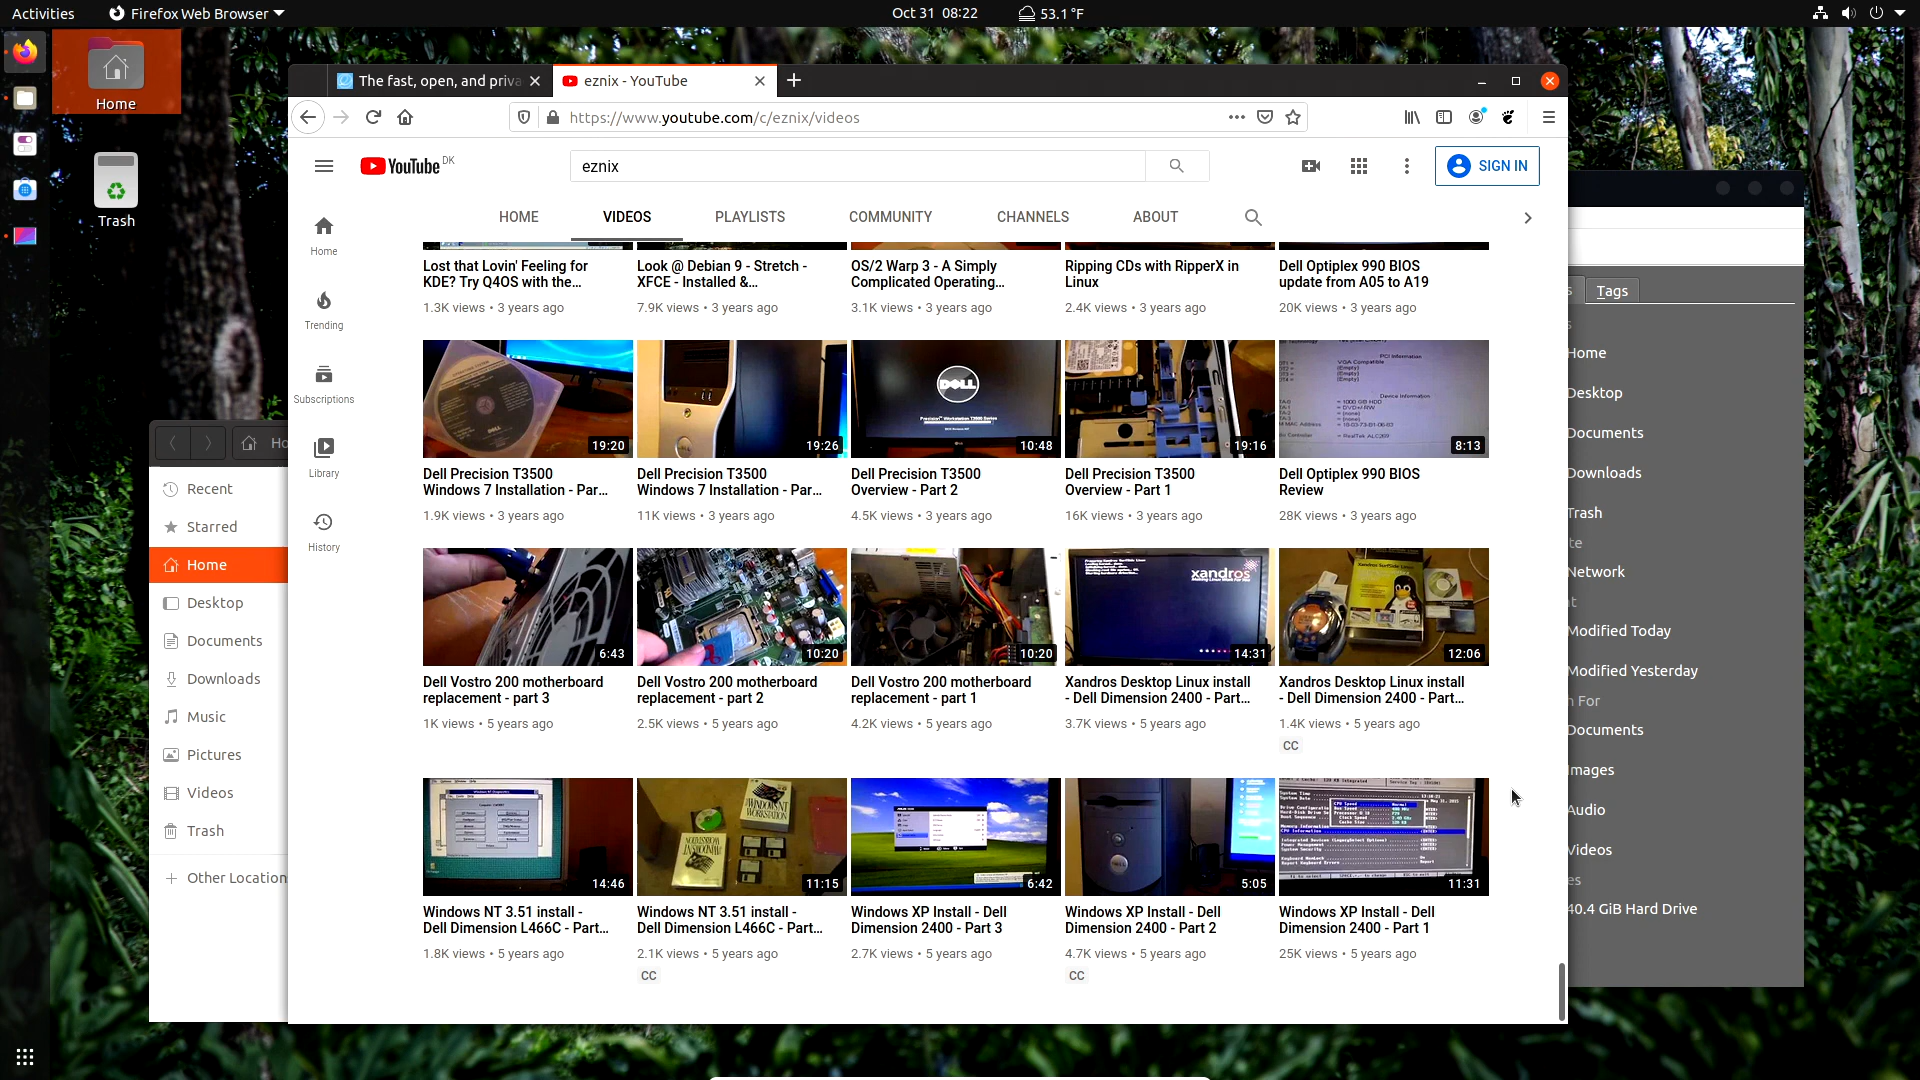 Activities
Firefox Web Browser
Oct 31 08:22
53.1 °F
Home
Trash
The fast, open, and priva
eznix - YouTube
https://www.youtube.com/c/eznix/videos
YouTube DK
eznix
SIGN IN
HOME
VIDEOS
PLAYLISTS
COMMUNITY
CHANNELS
ABOUT
Home
Trending
Subscriptions
Library
History
Lost that Lovin' Feeling for
KDE? Try Q4OS with the...
1.3K views • 3 years ago
Look @ Debian 9 - Stretch -
XFCE - Installed &...
7.9K views • 3 years ago
OS/2 Warp 3 - A Simply
Complicated Operating...
3.1K views • 3 years ago
Ripping CDs with RipperX in
Linux
2.4K views • 3 years ago
Dell Optiplex 990 BIOS
update from A05 to A19
20K views • 3 years ago
19:20
19:26
DELL
Precision Workstation T3500 Series
10:48
19:16
PCI Information
VGA Compatible
Device Information
8:13
Dell Precision T3500
Windows 7 Installation - Par...
1.9K views • 3 years ago
Dell Precision T3500
Windows 7 Installation - Par...
11K views • 3 years ago
Dell Precision T3500
Overview - Part 2
4.5K views • 3 years ago
Dell Precision T3500
Overview - Part 1
16K views • 3 years ago
Dell Optiplex 990 BIOS
Review
28K views • 3 years ago
6:43
10:20
10:20
xandros
14:31
12:06
Dell Vostro 200 motherboard
replacement - part 3
1K views • 5 years ago
Dell Vostro 200 motherboard
replacement - part 2
2.5K views • 5 years ago
Dell Vostro 200 motherboard
replacement - part 1
4.2K views • 5 years ago
Xandros Desktop Linux install
- Dell Dimension 2400 - Part...
3.7K views • 5 years ago
Xandros Desktop Linux install
- Dell Dimension 2400 - Part...
1.4K views • 5 years ago
CC
14:46
11:15
6:42
5:05
11:31
Windows NT 3.51 install -
Dell Dimension L466C - Part...
1.8K views • 5 years ago
Windows NT 3.51 install -
Dell Dimension L466C - Part...
2.1K views • 5 years ago
CC
Windows XP Install - Dell
Dimension 2400 - Part 3
2.7K views • 5 years ago
Windows XP Install - Dell
Dimension 2400 - Part 2
4.7K views • 5 years ago
CC
Windows XP Install - Dell
Dimension 2400 - Part 1
25K views • 5 years ago
Ho
Recent
Starred
Home
Desktop
Documents
Downloads
Music
Pictures
Videos
Trash
Other Location
s
Tags
s
Home
Desktop
Documents
Downloads
Trash
te
Network
t
Modified Today
Modified Yesterday
h For
Documents
mages
Audio
Videos
es
40.4 GiB Hard Drive